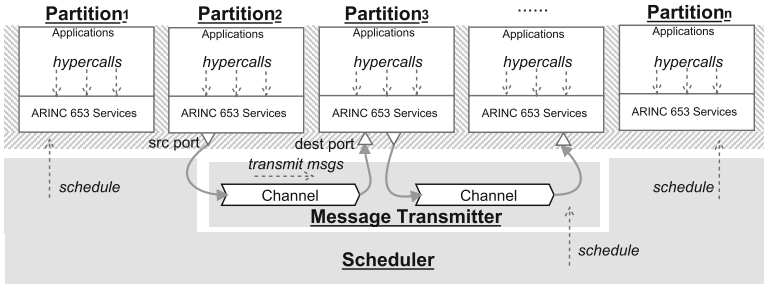 Partition1 Partition2 Partition3 ...... Partitionn
Applications Applications Applications Applications Applications
hypercalls hypercalls hypercalls hypercalls hypercalls
ARINC 653 Services ARINC 653 Services ARINC 653 Services ARINC 653 Services ARINC 653 Services
src port dest port
transmit msgs
schedule schedule
Channel Channel
Message Transmitter
schedule
Scheduler